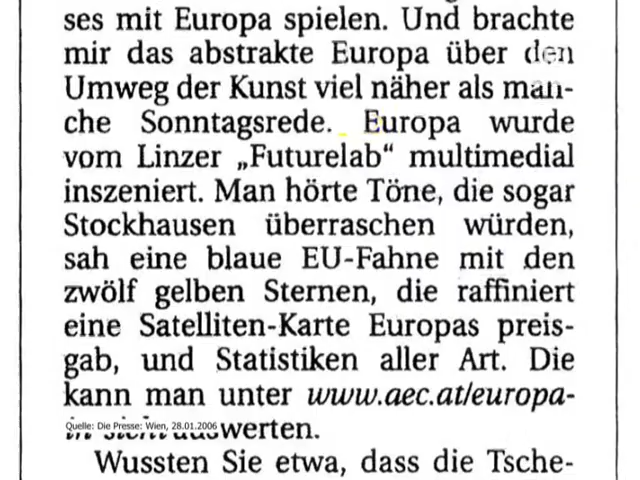 ses mit Europa spielen. Und brachte
mir das abstrakte Europa über den
Umweg der Kunst viel näher als man-
che Sonntagsrede. Europa wurde
vom Linzer „Futurelab“ multimedial
inszeniert. Man hörte Töne, die sogar
Stockhausen überraschen würden,
sah eine blaue EU-Fahne mit den
zwölf gelben Sternen, die raffiniert
eine Satelliten-Karte Europas preis-
gab, und Statistiken aller Art. Die
kann man unter www.aec.at/europa-
Quelle: Die Presse: Wien, 28.01.2006
werten.
Wussten Sie etwa, dass die Tsche-